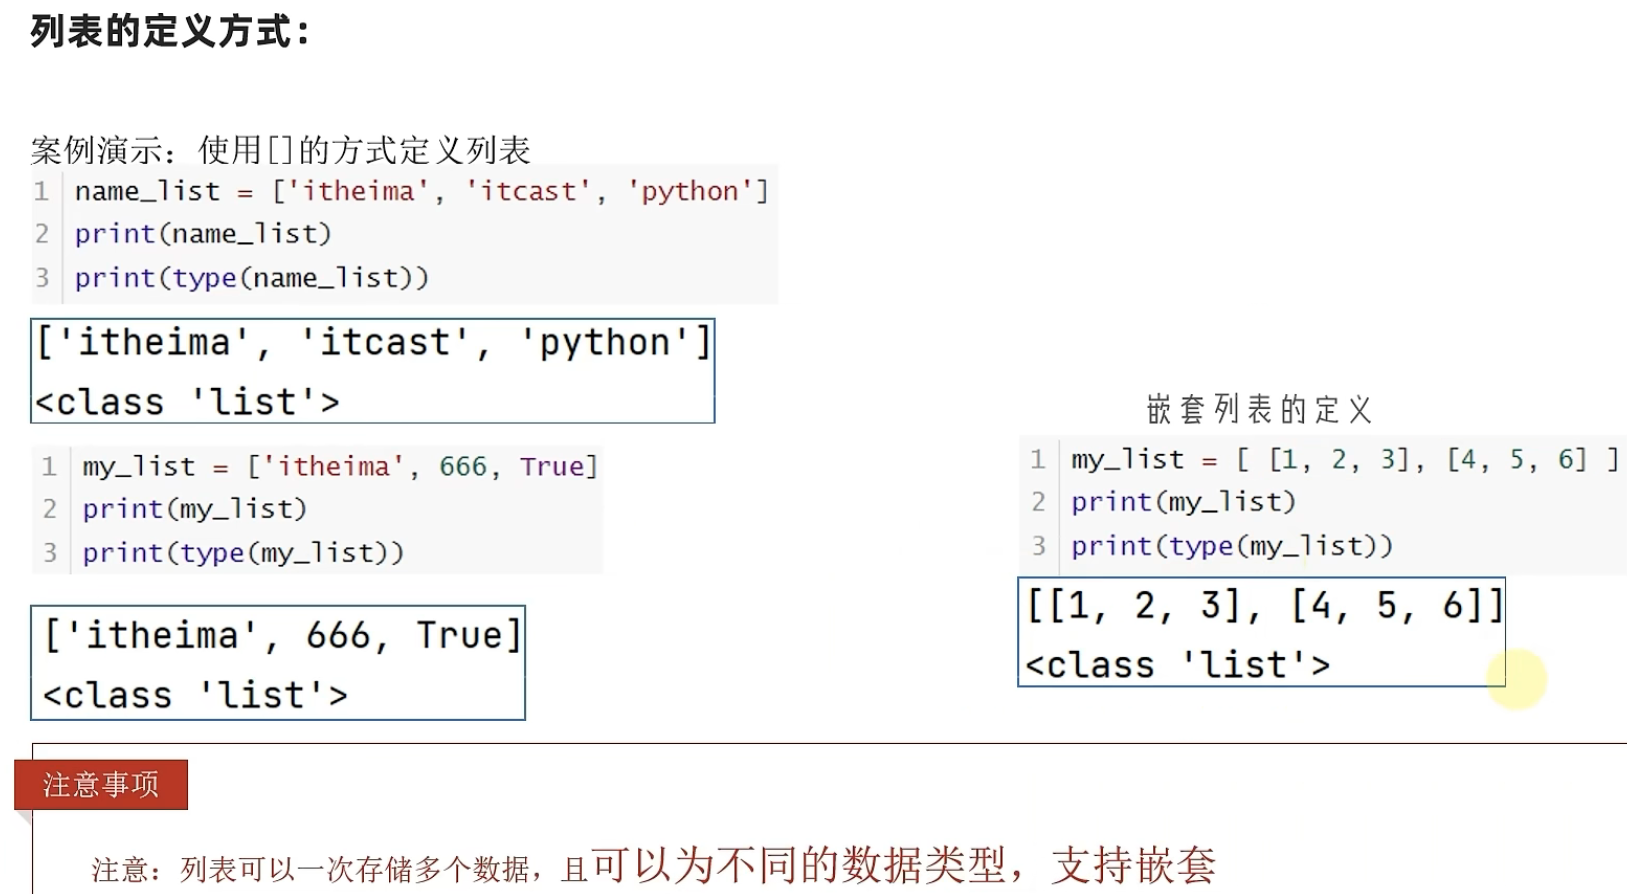 列表的定义方式：
案例演示：使用[]的方式定义列表
1 name_list = ['itheima', 'itcast', 'python']
2 print(name_list)
3 print(type(name_list))
['itheima', 'itcast', 'python']
<class 'list'>
1 my_list = ['itheima', 666, True]
2 print(my_list)
3 print(type(my_list))
['itheima', 666, True]
<class 'list'>
嵌套列表的定义
1 my_list = [ [1, 2, 3], [4, 5, 6] ]
2 print(my_list)
3 print(type(my_list))
[[1, 2, 3], [4, 5, 6]]
<class 'list'>
注意事项
注意：列表可以一次存储多个数据，且可以为不同的数据类型，支持嵌套